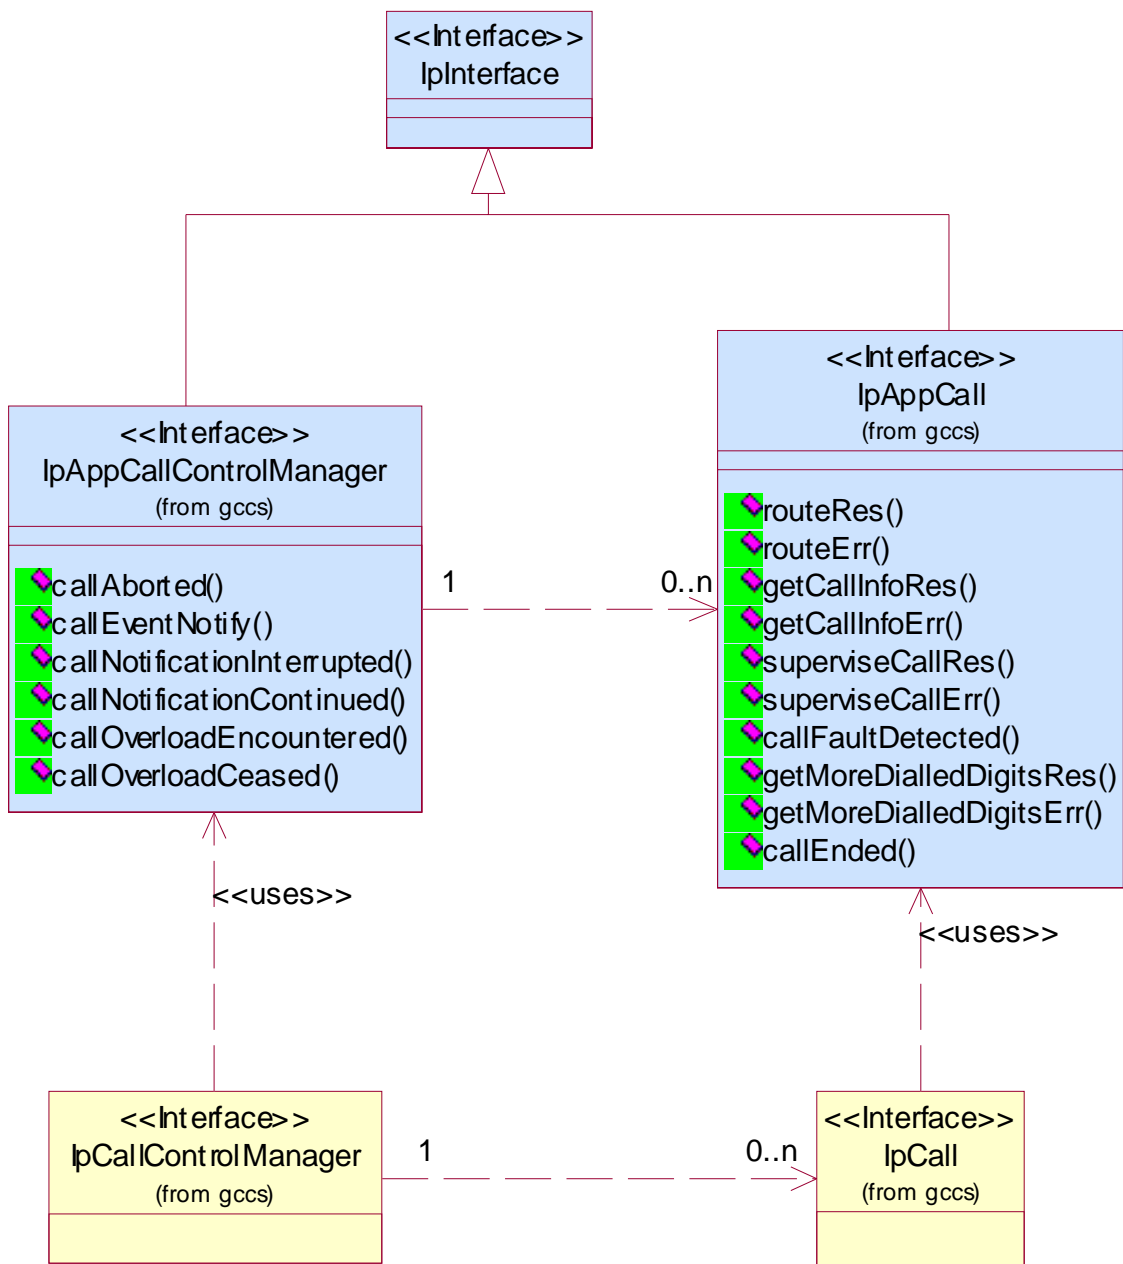 <<Interface>>
IpInterface
<<Interface>>
IpAppCall
(from gccs)
routeRes()
routeErr()
getCallInfoRes()
getCallInfoErr()
superviseCallRes()
superviseCallErr()
callFaultDetected()
getMoreDialledDigitsRes()
getMoreDialledDigitsErr()
callEnded()
<<Interface>>
IpAppCallControlManager
(from gccs)
callAborted()
callEventNotify()
callNotificationInterrupted()
callNotificationContinued()
callOverloadEncountered()
callOverloadCeased()
1
0..n
<<uses>>
<<uses>>
<<Interface>>
IpCallControlManager
(from gccs)
1
0..n
<<Interface>>
IpCall
(from gccs)